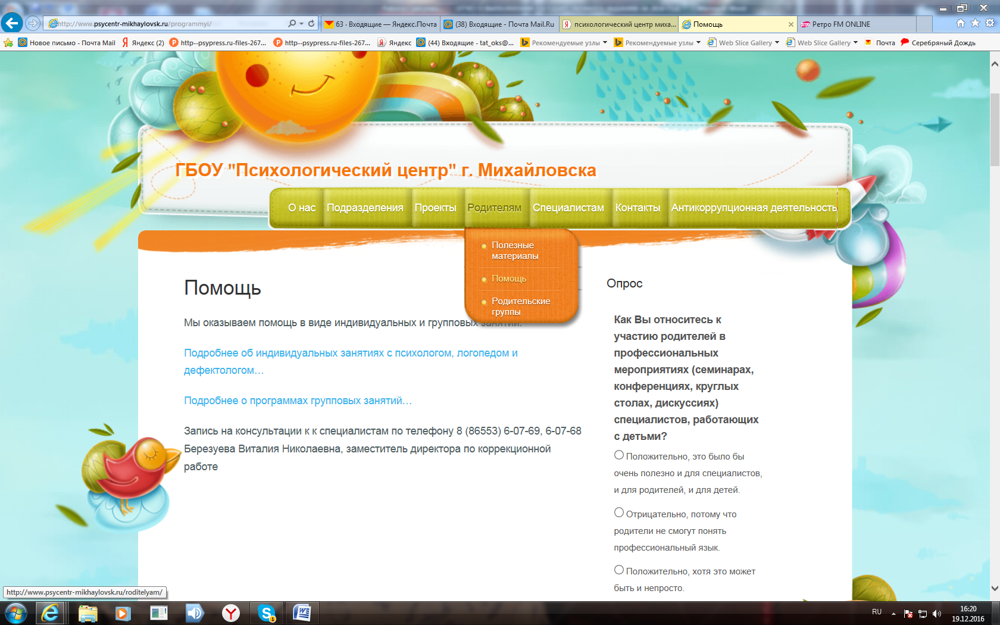 http://www.psycentr-mikhaylovsk.ru/programmyi/
63 · Входящие — Яндекс.Почта
(38) Входящие - Почта Mail.Ru
психологический центр миха...
Помощь
Ретро FM ONLINE
Новое письмо - Почта Mail
Яндекс (2)
http--psypress.ru-files-267...
http--psypress.ru-files-267...
Яндекс
(44) Входящие - tat_oks@...
Рекомендуемые узлы
Рекомендуемые узлы
Web Slice Gallery
Web Slice Gallery
Почта
Серебряный Дождь
ГБОУ "Психологический центр" г. Михайловска
О нас
Подразделения
Проекты
Родителям
Специалистам
Контакты
Антикоррупционная деятельность
Полезные
материалы
Помощь
Родительские
группы
Помощь
Мы оказываем помощь в виде индивидуальных и групповых занятий.
Подробнее об индивидуальных занятиях с психологом, логопедом и
дефектологом…
Подробнее о программах групповых занятий…
Запись на консультации к к специалистам по телефону 8 (86553) 6-07-69, 6-07-68
Березуева Виталия Николаевна, заместитель директора по коррекционной
работе
Опрос
Как Вы относитесь к
участию родителей в
профессиональных
мероприятиях (семинарах,
конференциях, круглых
столах, дискуссиях)
специалистов, работающих
с детьми?
Положительно, это было бы
очень полезно и для специалистов,
и для родителей, и для детей.
Отрицательно, потому что
родители не смогут понять
профессиональный язык.
Положительно, хотя это может
быть и непросто.
http://www.psycentr-mikhaylovsk.ru/roditelyam/
RU
16:20
19.12.2016